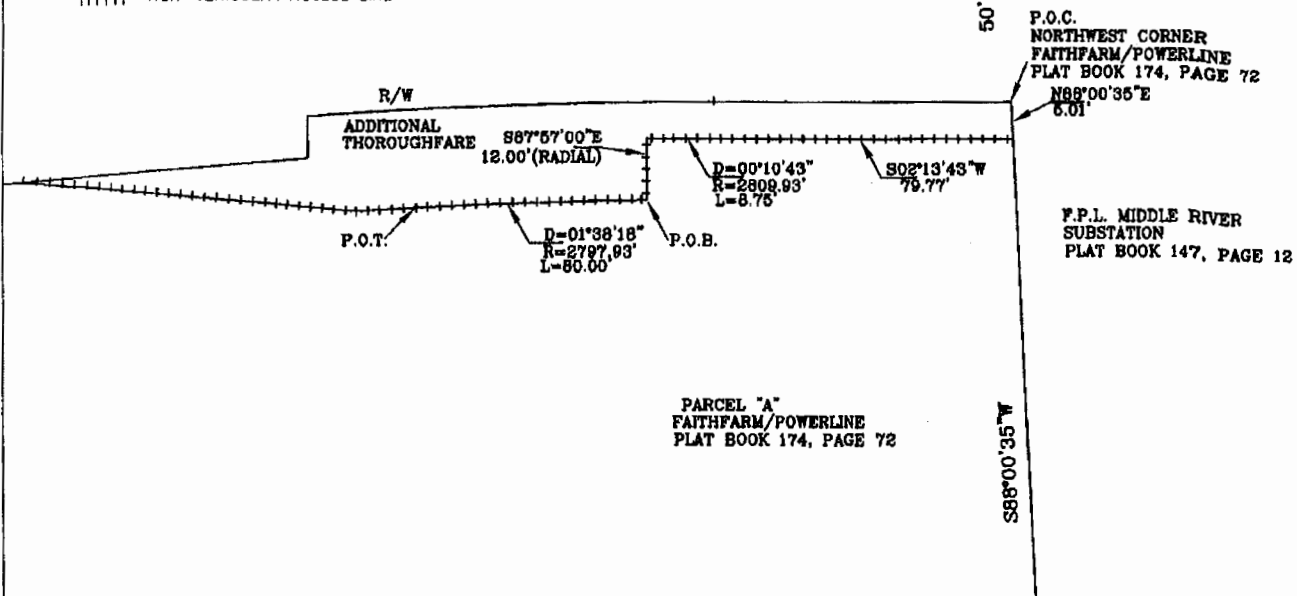 50'
P.O.C.
NORTHWEST CORNER
FAITHFARM/POWERLINE
PLAT BOOK 174, PAGE 72
N88°00'35"E
R/W
ADDITIONAL
THOROUGHFARE
S87°57'00"E
12.00'(RADIAL)
D=00°10'43"
R=2809.93'
L=8.75'
S02°13'43"W
79.77'
P.O.T.
D=01°38'18"
R=2797.93'
L=80.00'
P.O.B.
F.P.L. MIDDLE RIVER
SUBSTATION
PLAT BOOK 147, PAGE 12
PARCEL "A"
FAITHFARM/POWERLINE
PLAT BOOK 174, PAGE 72
S88°00'35"W